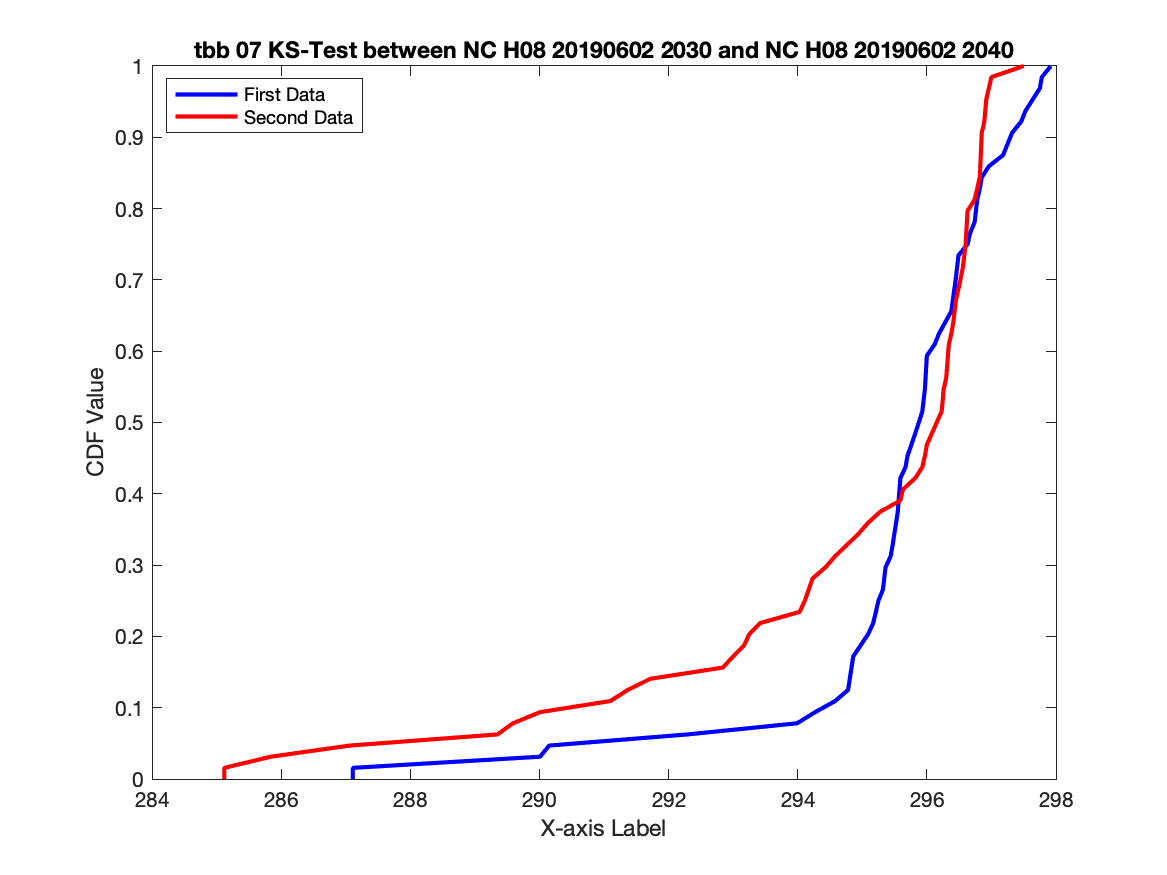 tbb 07 KS-Test between NC H08 20190602 2030 and NC H08 20190602 2040
First Data
Second Data
CDF Value
1
0.9
0.8
0.7
0.6
0.5
0.4
0.3
0.2
0.1
0
284 286 288 290 292 294 296 298
X-axis Label